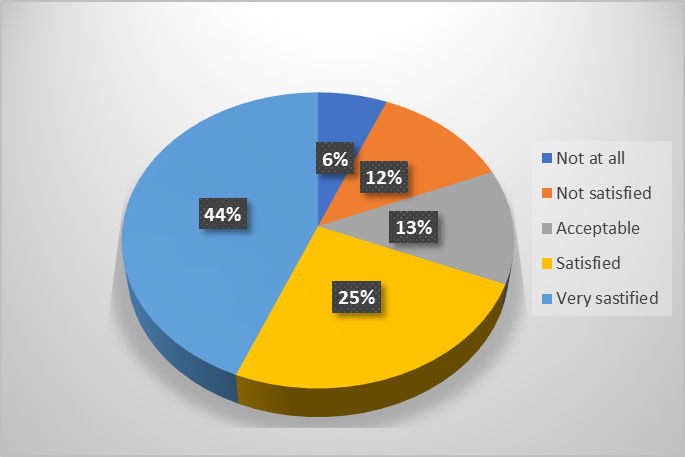 6%
12%
13%
25%
44%
Not at all
Not satisfied
Acceptable
Satisfied
Very sastified